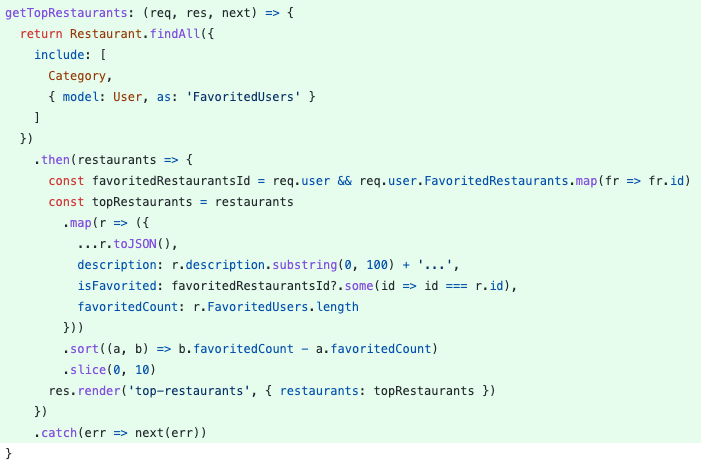 getTopRestaurants: (req, res, next) => {
  return Restaurant.findAll({
    include: [
      Category,
      { model: User, as: 'FavoritedUsers' }
    ]
  })
    .then(restaurants => {
      const favoritedRestaurantsId = req.user && req.user.FavoritedRestaurants.map(fr => fr.id)
      const topRestaurants = restaurants
        .map(r => ({
          ...r.toJSON(),
          description: r.description.substring(0, 100) + '...',
          isFavorited: favoritedRestaurantsId?.some(id => id === r.id),
          favoritedCount: r.FavoritedUsers.length
        }))
        .sort((a, b) => b.favoritedCount - a.favoritedCount)
        .slice(0, 10)
      res.render('top-restaurants', { restaurants: topRestaurants })
    })
    .catch(err => next(err))
}